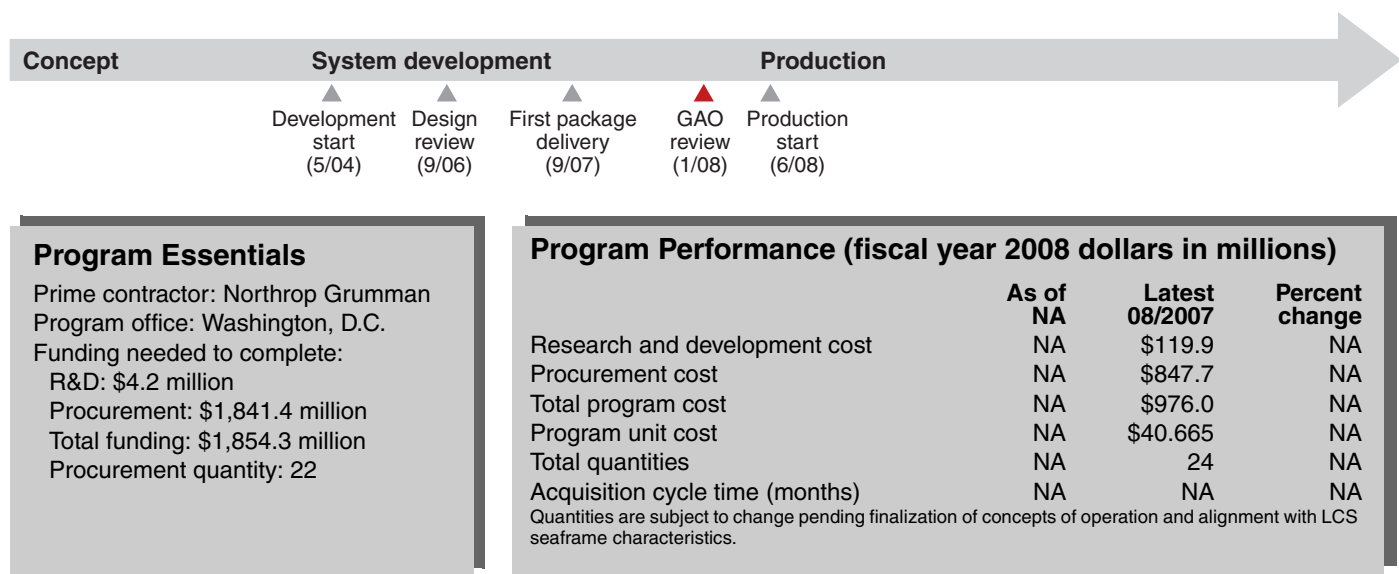 Concept System development Production
Development start (5/04)
Design review (9/06)
First package delivery (9/07)
GAO review (1/08)
Production start (6/08)
Program Essentials
Prime contractor: Northrop Grumman
Program office: Washington, D.C.
Funding needed to complete:
R&D: $4.2 million
Procurement: $1,841.4 million
Total funding: $1,854.3 million
Procurement quantity: 22
Program Performance (fiscal year 2008 dollars in millions)
As of NA Latest 08/2007 Percent change
Research and development cost NA $119.9 NA
Procurement cost NA $847.7 NA
Total program cost NA $976.0 NA
Program unit cost NA $40.665 NA
Total quantities NA 24 NA
Acquisition cycle time (months) NA NA NA
Quantities are subject to change pending finalization of concepts of operation and alignment with LCS
seaframe characteristics.